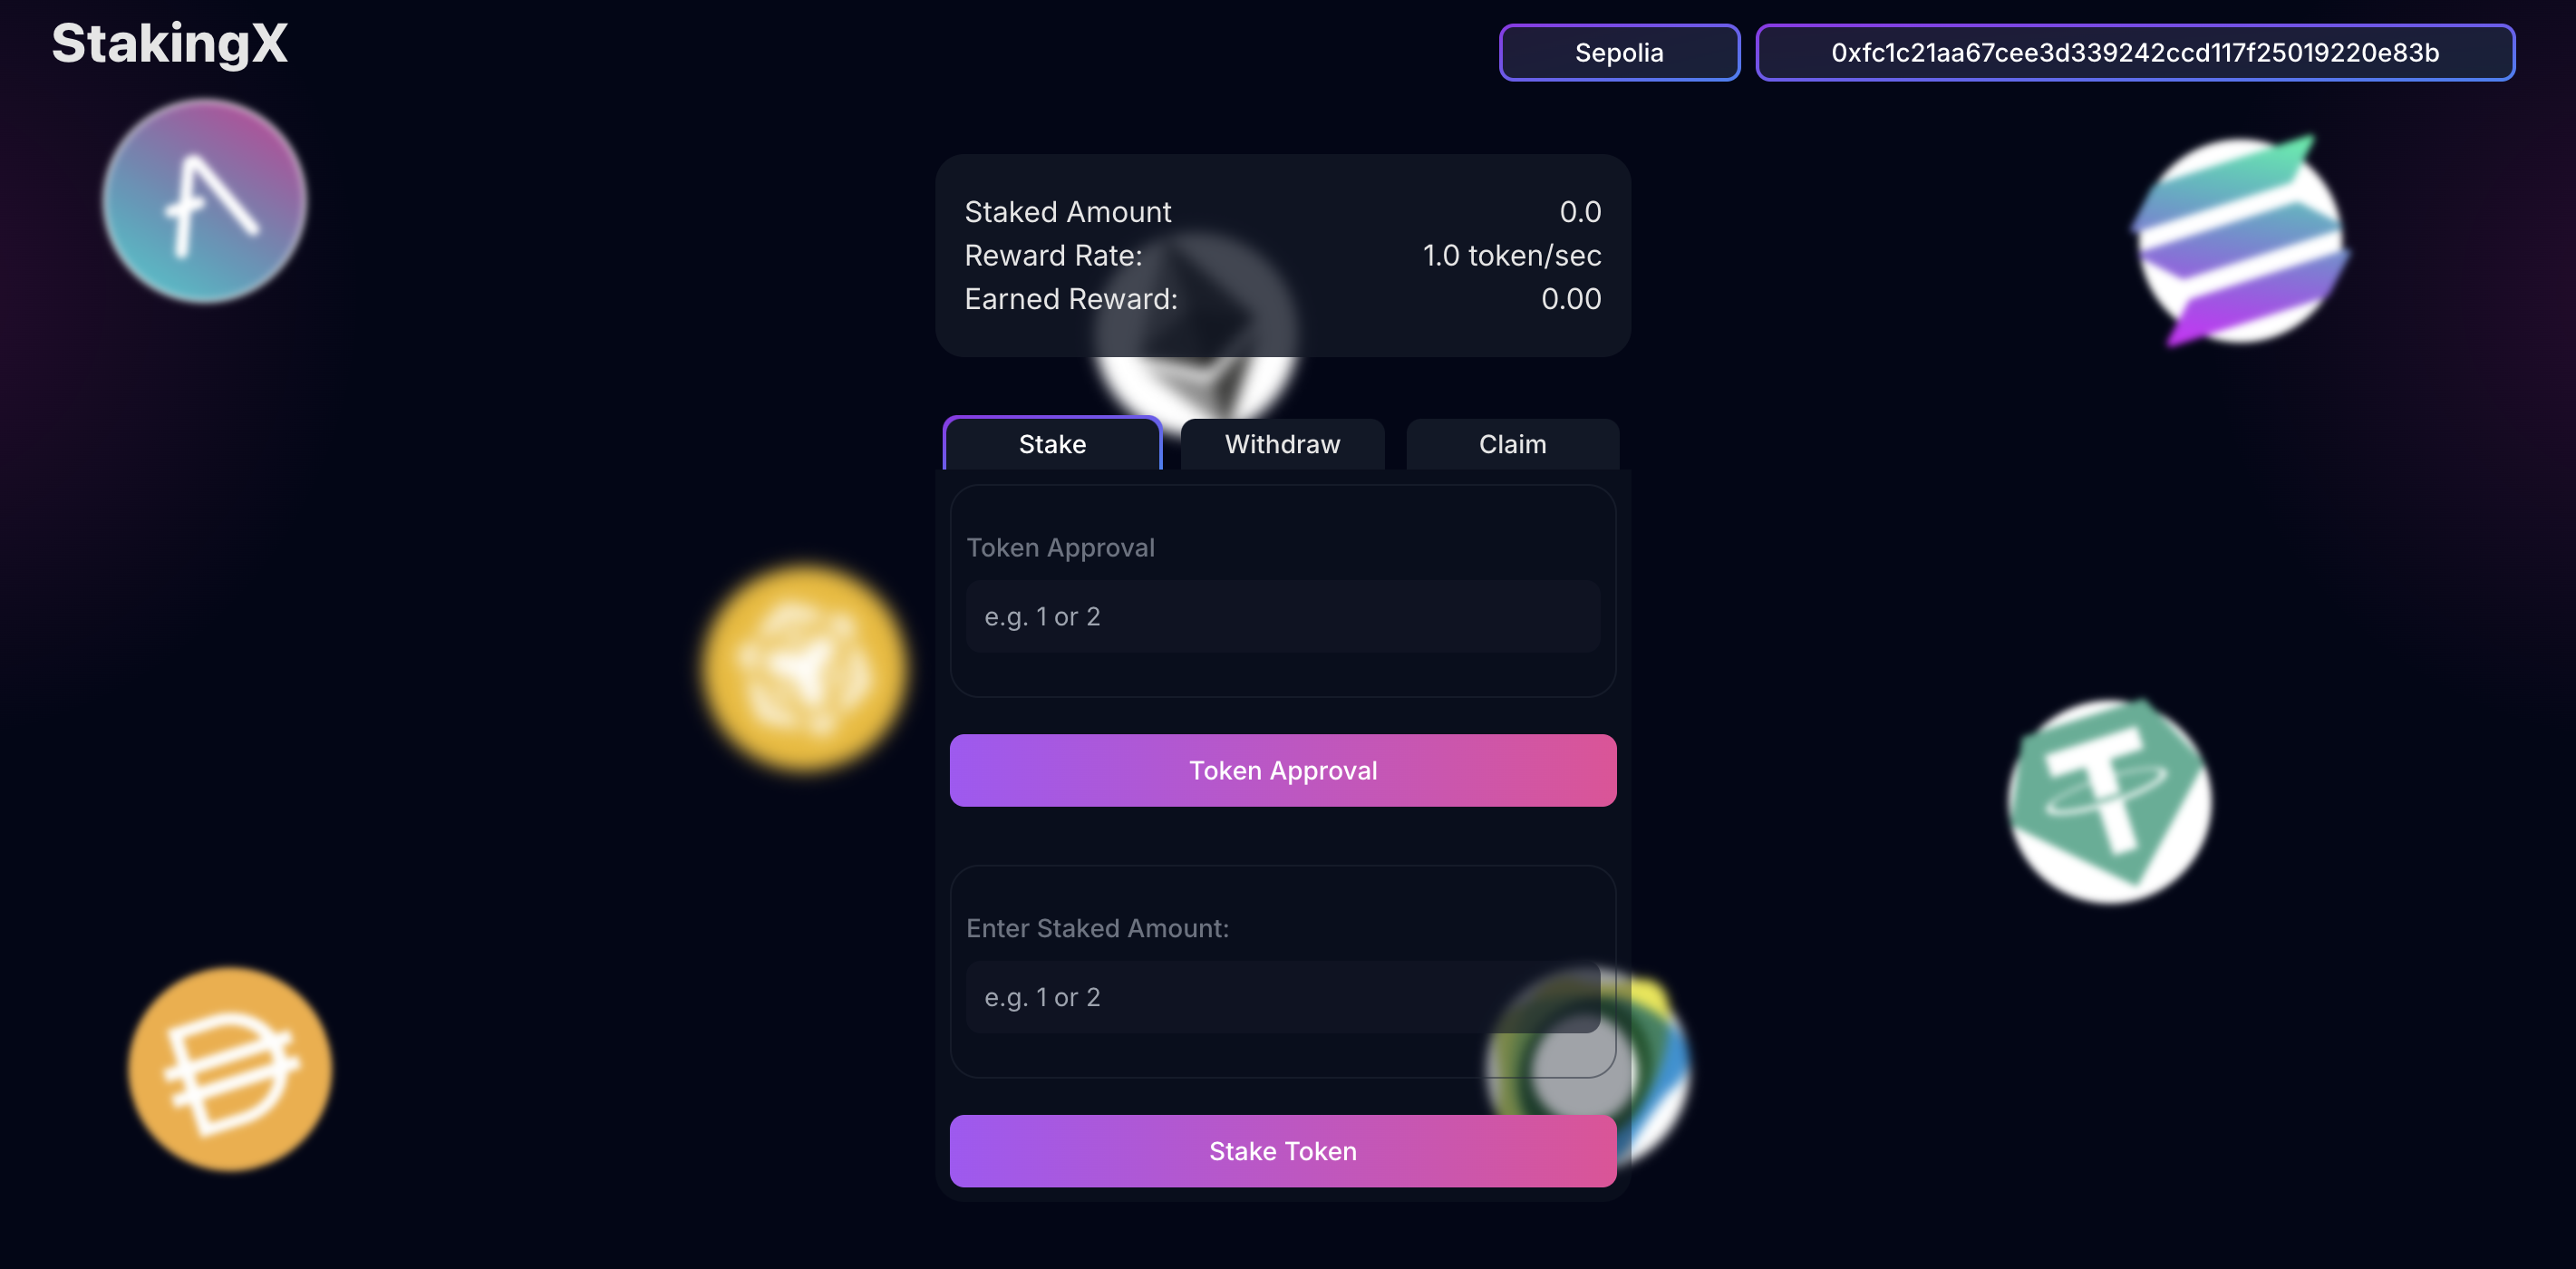 StakingX
Sepolia
0xfc1c21aa67cee3d339242ccd117f25019220e83b
Staked Amount 0.0
Reward Rate: 1.0 token/sec
Earned Reward: 0.00
Stake Withdraw Claim
Token Approval
e.g. 1 or 2
Token Approval
Enter Staked Amount:
e.g. 1 or 2
Stake Token